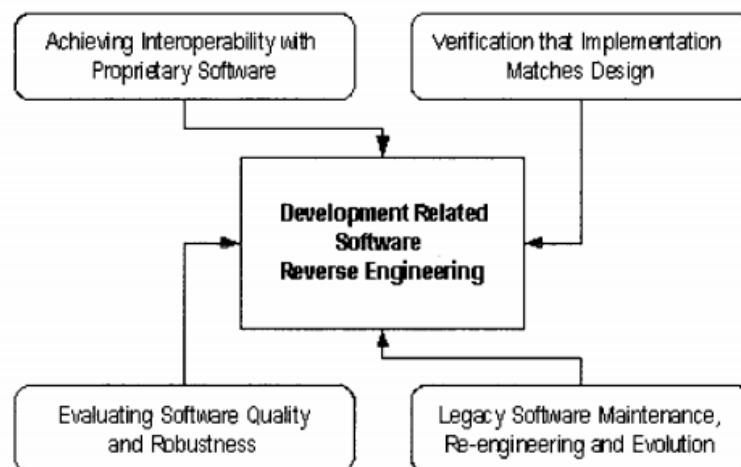 Achieving Interoperability with
Proprietary Software
Verification that Implementation
Matches Design
Development Related
Software
Reverse Engineering
Evaluating Software Quality
and Robustness
Legacy Software Maintenance,
Re-engineering and Evolution